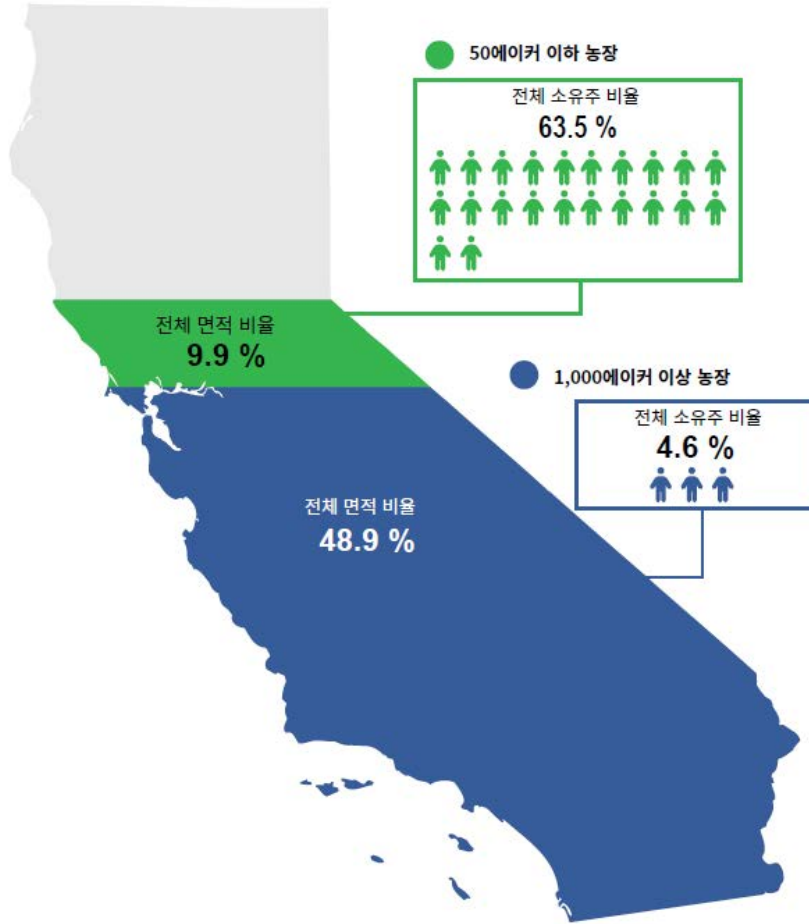 50에이커 이하 농장
전체 소유주 비율
63.5 %
전체 면적 비율
9.9 %
1,000에이커 이상 농장
전체 소유주 비율
4.6 %
전체 면적 비율
48.9 %